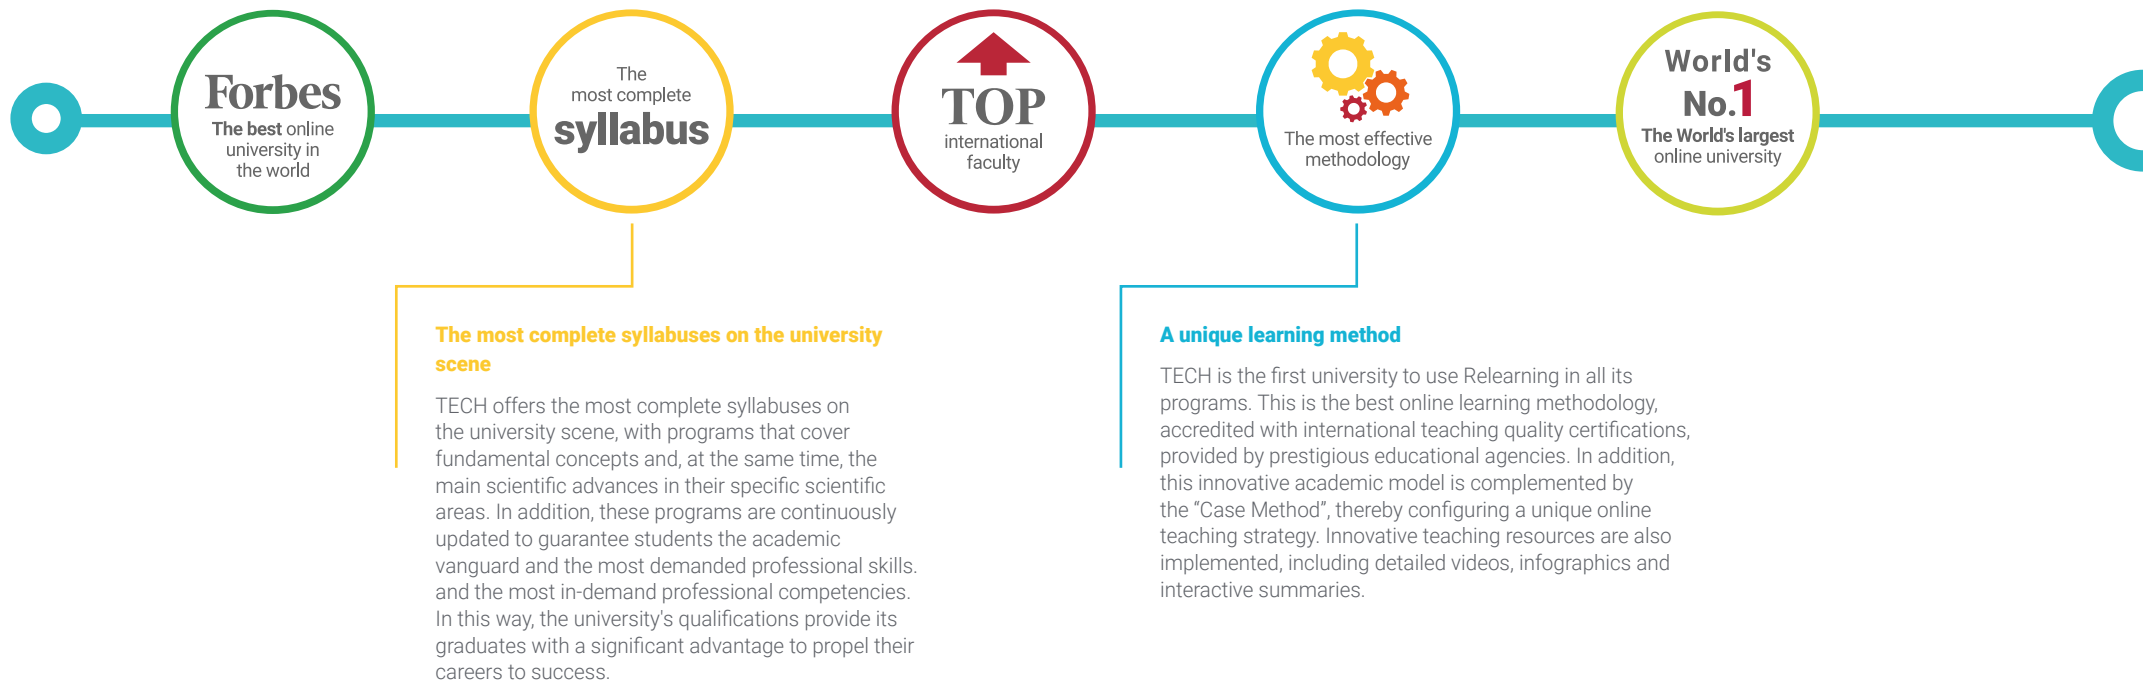 Forbes
The best online
university in
the world
The
most complete
syllabus
TOP
international
faculty
The most effective
methodology
World's
No.1
The World's largest
online university
The most complete syllabuses on the university
scene
TECH offers the most complete syllabuses on
the university scene, with programs that cover
fundamental concepts and, at the same time, the
main scientific advances in their specific scientific
areas. In addition, these programs are continuously
updated to guarantee students the academic
vanguard and the most demanded professional skills.
and the most in-demand professional competencies.
In this way, the university's qualifications provide its
graduates with a significant advantage to propel their
careers to success.
A unique learning method
TECH is the first university to use Relearning in all its
programs. This is the best online learning methodology,
accredited with international teaching quality certifications,
provided by prestigious educational agencies. In addition,
this innovative academic model is complemented by
the “Case Method”, thereby configuring a unique online
teaching strategy. Innovative teaching resources are also
implemented, including detailed videos, infographics and
interactive summaries.